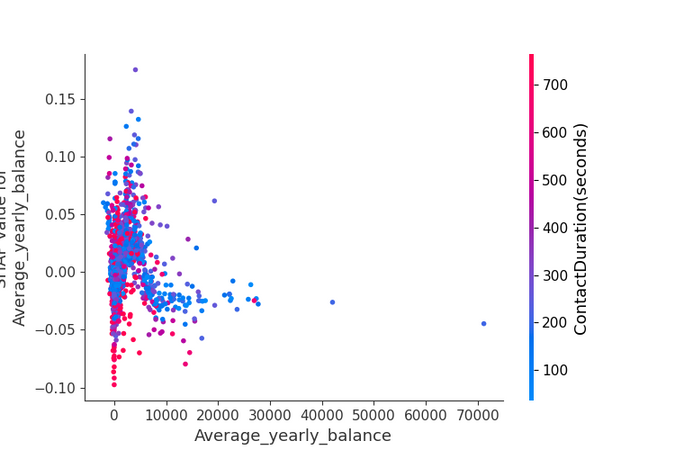 0.15
0.10
0.05
0.00
−0.05
−0.10
SHAP value for
Average_yearly_balance
0 10000 20000 30000 40000 50000 60000 70000
Average_yearly_balance
700
600
500
400
300
200
100
ContactDuration(seconds)